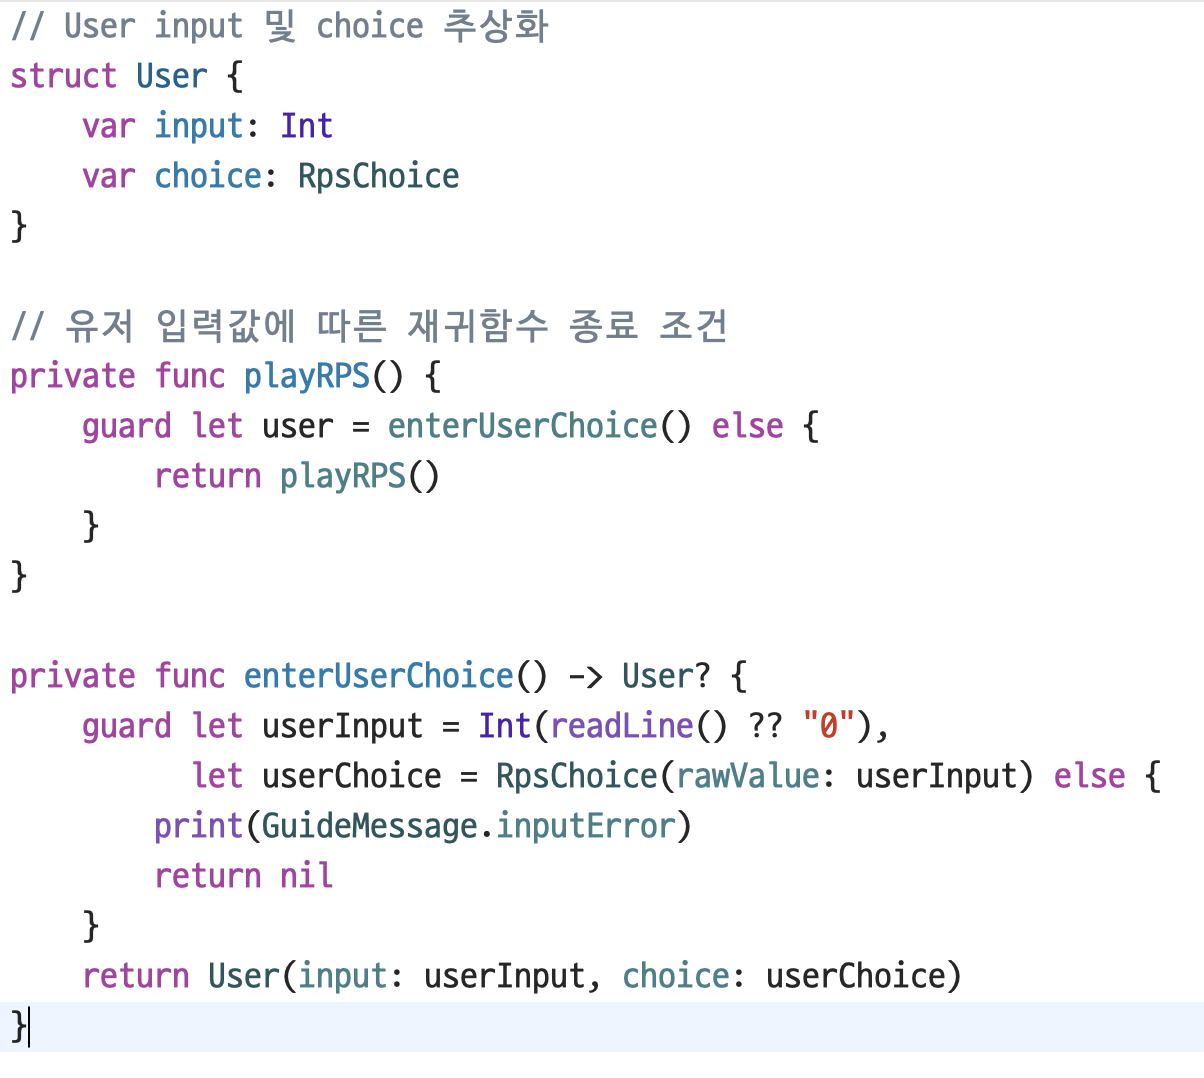 // User input 및 choice 추상화
struct User {
    var input: Int
    var choice: RpsChoice
}

// 유저 입력값에 따른 재귀함수 종료 조건
private func playRPS() {
    guard let user = enterUserChoice() else {
        return playRPS()
    }
}

private func enterUserChoice() -> User? {
    guard let userInput = Int(readLine() ?? "0"),
          let userChoice = RpsChoice(rawValue: userInput) else {
        print(GuideMessage.inputError)
        return nil
    }
    return User(input: userInput, choice: userChoice)
}